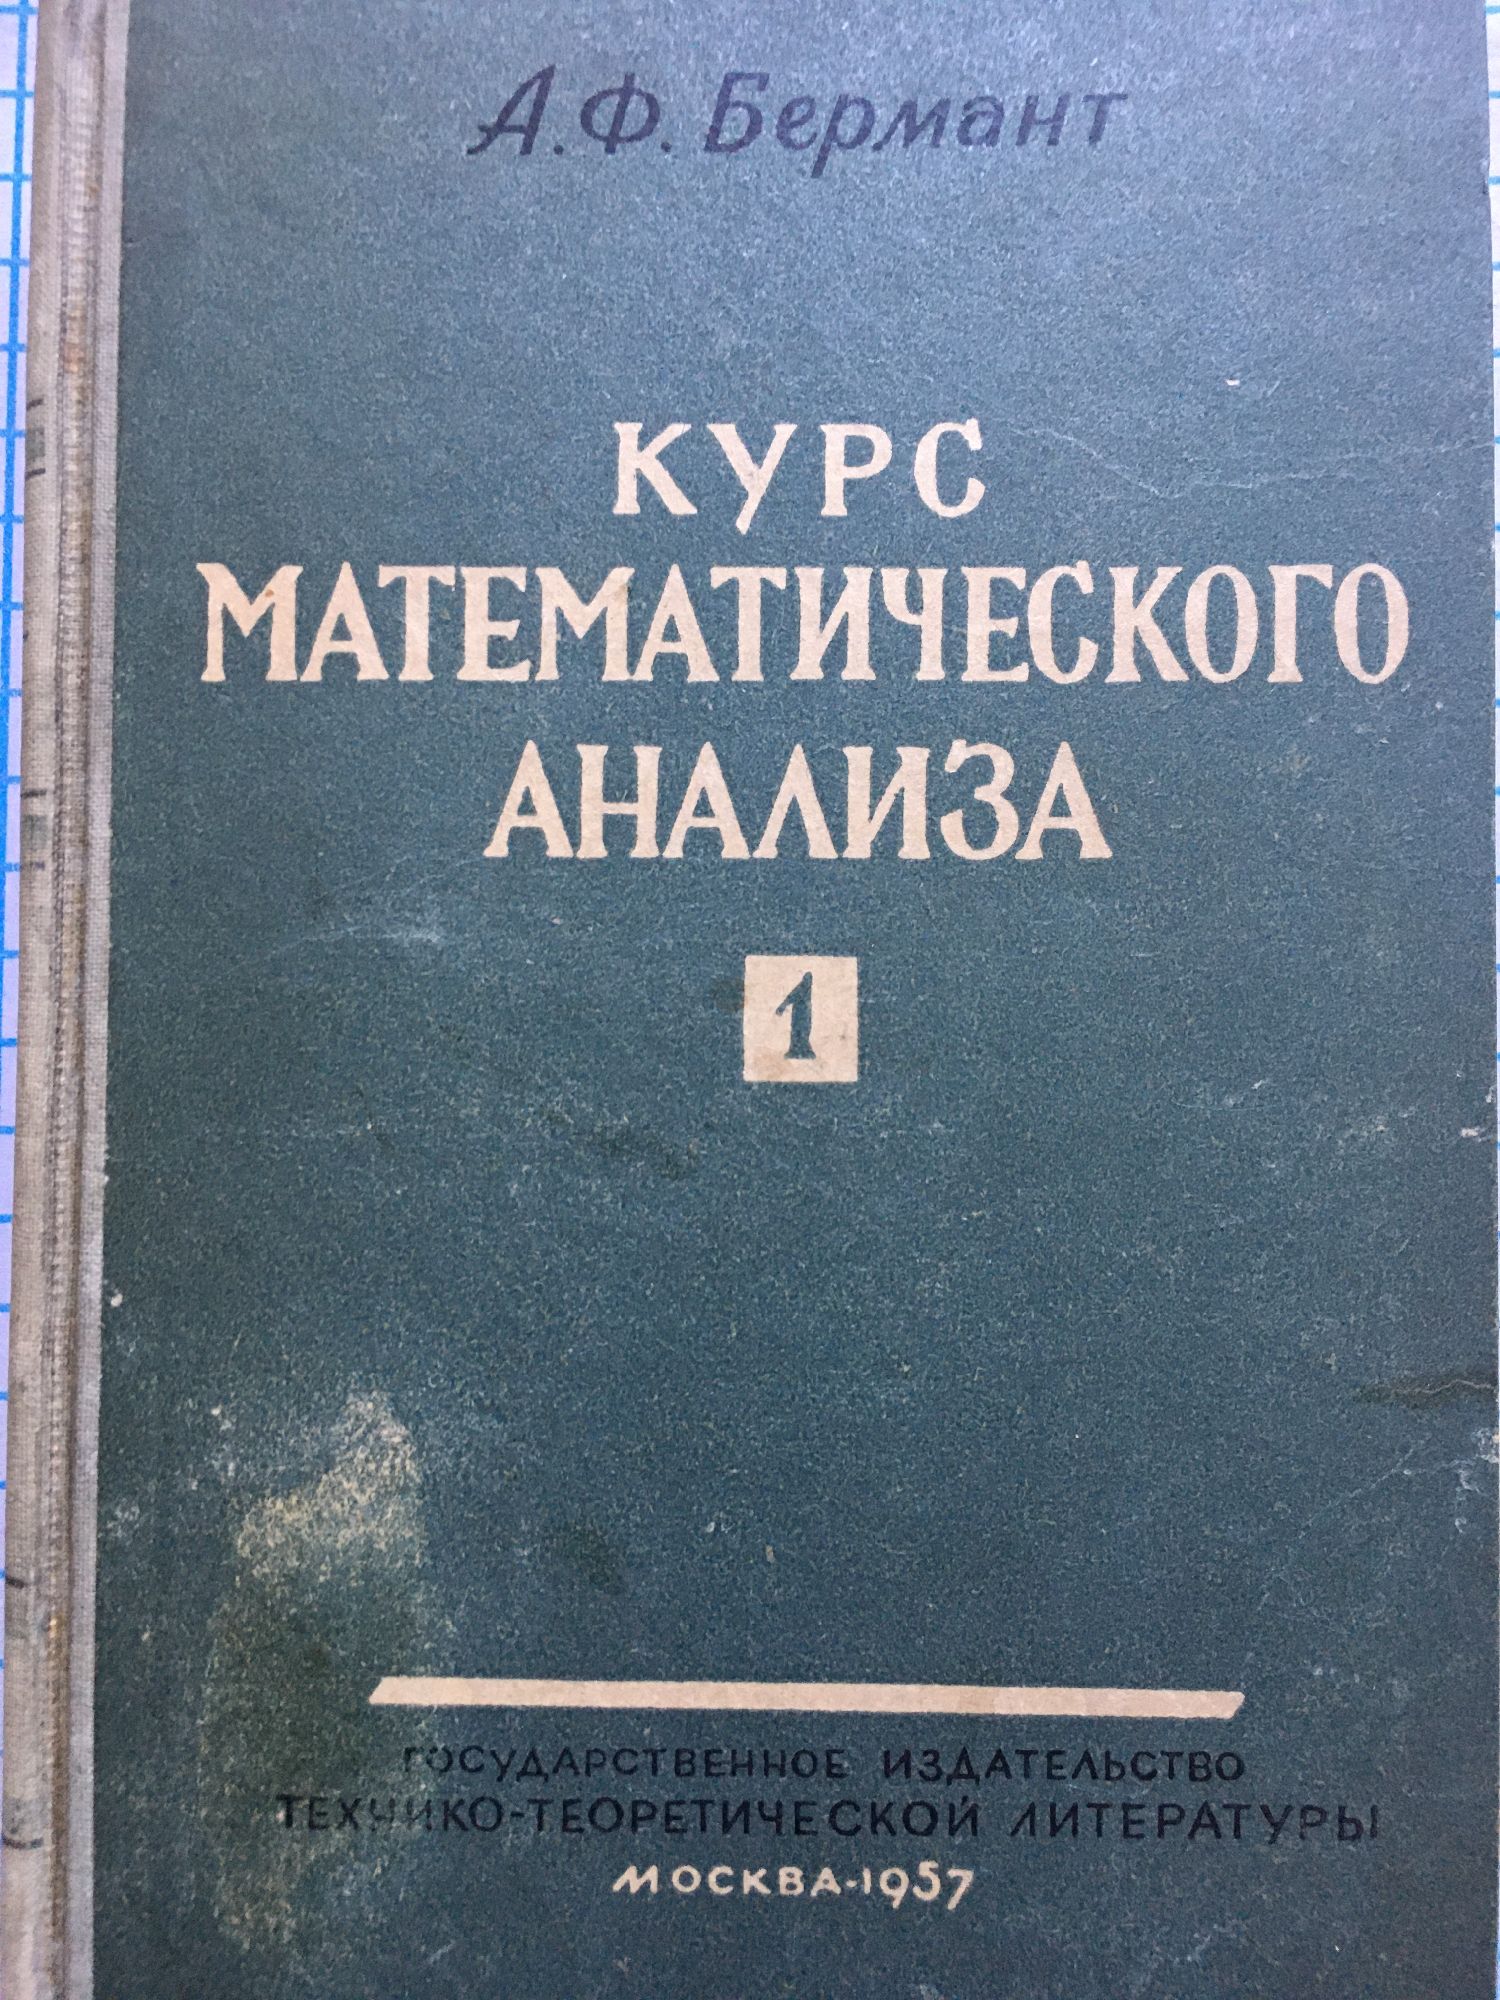 А.Ф. Бермант
КУРС
МАТЕМАТИЧЕСКОГО
АНАЛИЗА
1
ГОСУДАРСТВЕННОЕ ИЗДАТЕЛЬСТВО
ТЕХНИКО-ТЕОРЕТИЧЕСКОЙ ЛИТЕРАТУРЫ
МОСКВА-1957